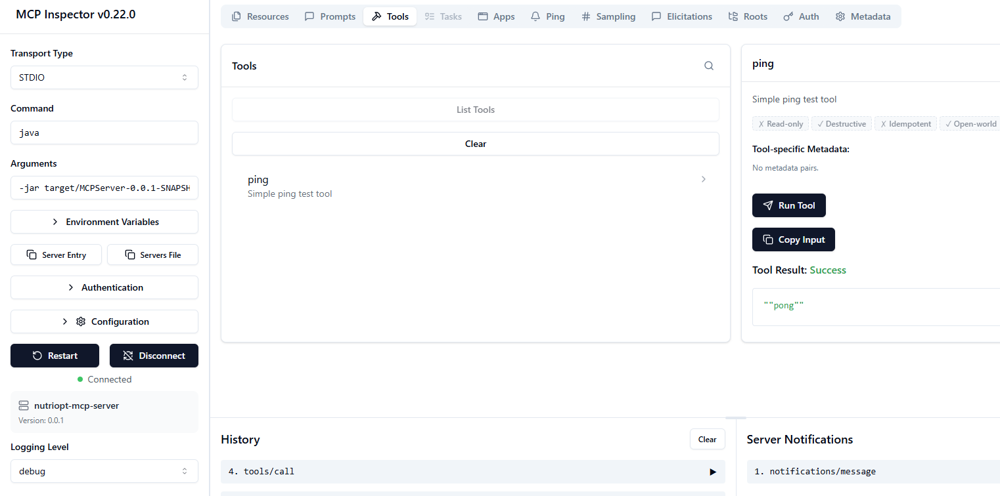 MCP Inspector v0.22.0
Transport Type
STDIO
Command
java
Arguments
-jar target/MCPServer-0.0.1-SNAPSH
Environment Variables
Server Entry
Servers File
Authentication
Configuration
Restart
Disconnect
Connected
nutriopt-mcp-server
Version: 0.0.1
Logging Level
debug
Resources
Prompts
Tools
Tasks
Apps
Ping
Sampling
Elicitations
Roots
Auth
Metadata
Tools
List Tools
Clear
ping
Simple ping test tool
ping
Simple ping test tool
✗ Read-only
✓ Destructive
✗ Idempotent
✓ Open-world
Tool-specific Metadata:
No metadata pairs.
Run Tool
Copy Input
Tool Result: Success
""pong""
History
Clear
4. tools/call
Server Notifications
1. notifications/message